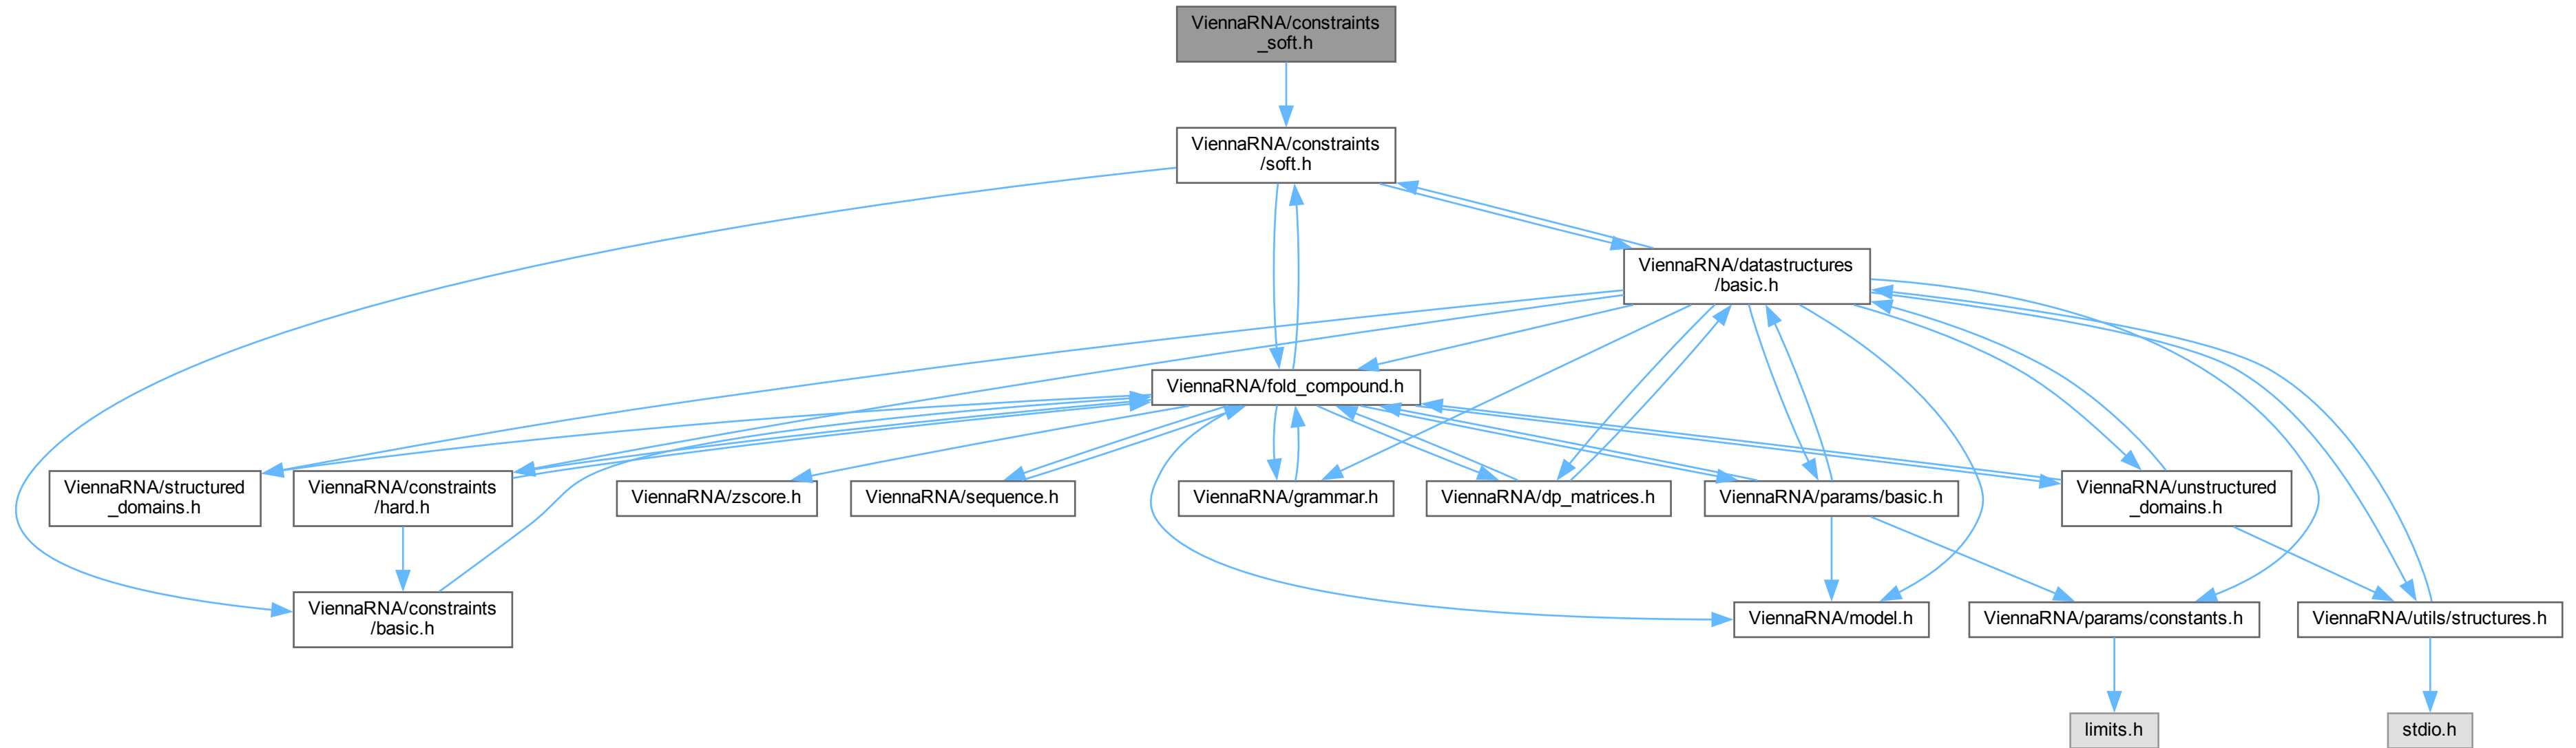 ViennaRNA/constraints
_soft.h
ViennaRNA/constraints
/soft.h
ViennaRNA/datastructures
/basic.h
ViennaRNA/fold_compound.h
ViennaRNA/structured
_domains.h
ViennaRNA/constraints
/hard.h
ViennaRNA/zscore.h
ViennaRNA/sequence.h
ViennaRNA/grammar.h
ViennaRNA/dp_matrices.h
ViennaRNA/params/basic.h
ViennaRNA/unstructured
_domains.h
ViennaRNA/constraints
/basic.h
ViennaRNA/model.h
ViennaRNA/params/constants.h
ViennaRNA/utils/structures.h
limits.h
stdio.h